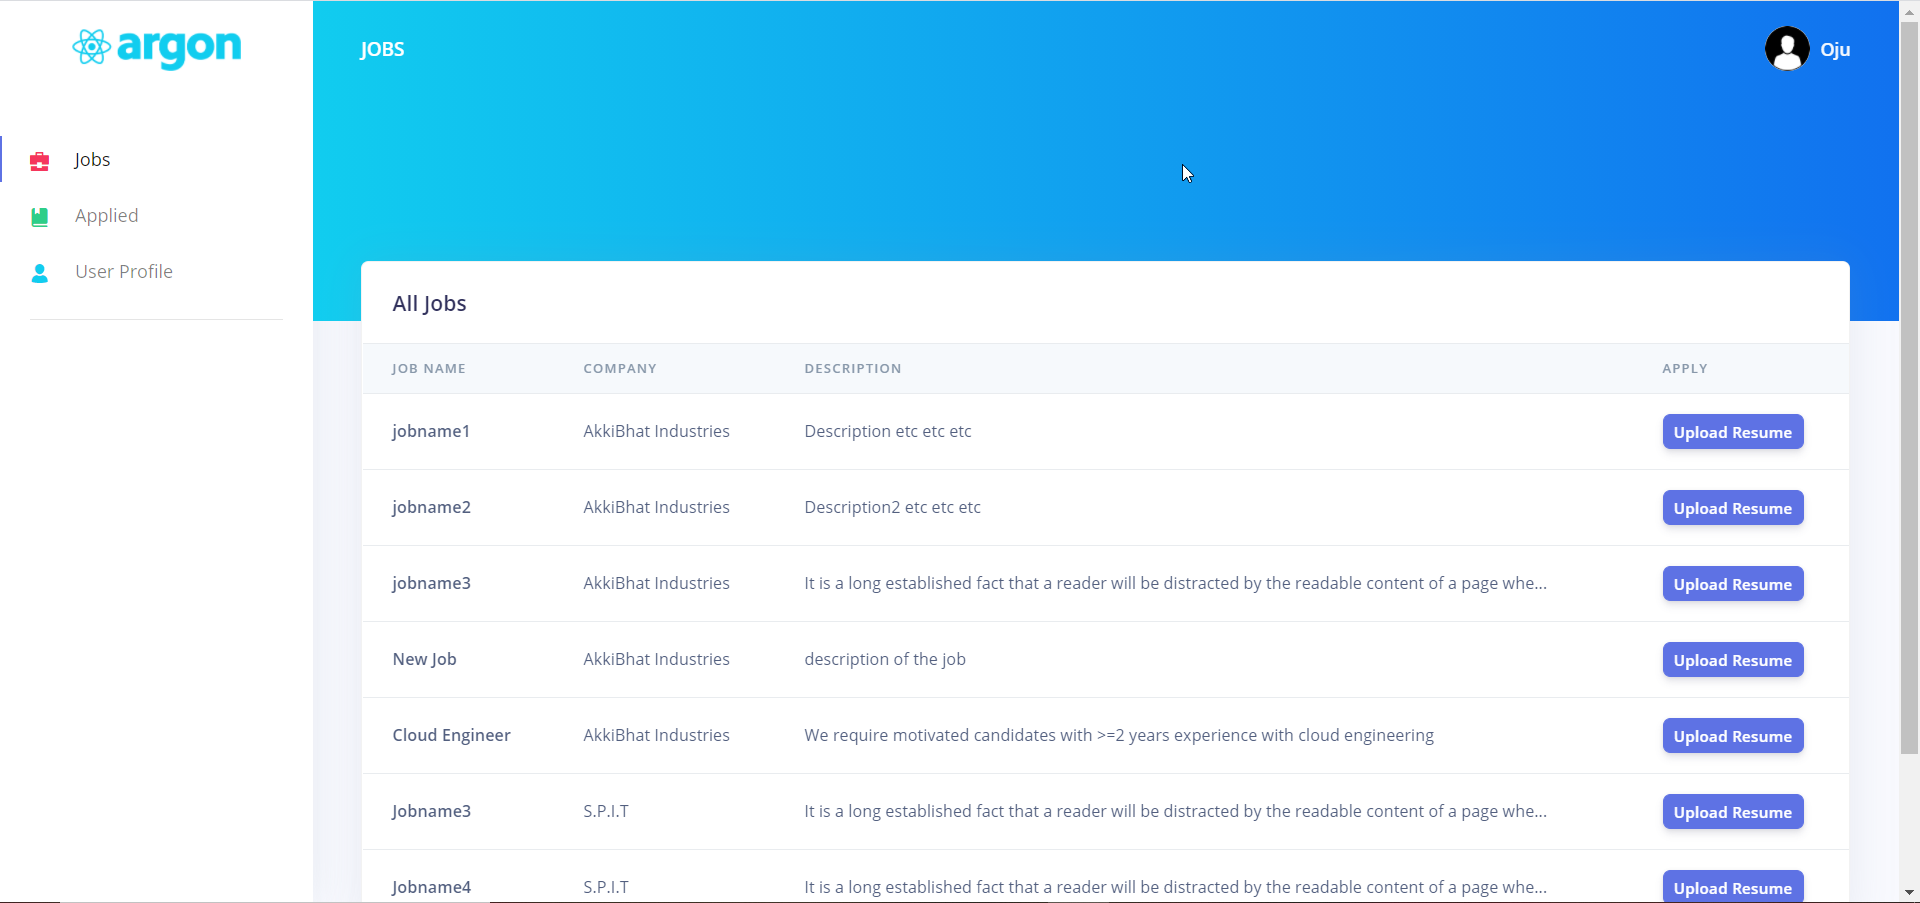 argon
JOBS
Oju
Jobs
Applied
User Profile
All Jobs
JOB NAME COMPANY DESCRIPTION APPLY
jobname1 AkkiBhat Industries Description etc etc etc Upload Resume
jobname2 AkkiBhat Industries Description2 etc etc etc Upload Resume
jobname3 AkkiBhat Industries It is a long established fact that a reader will be distracted by the readable content of a page whe... Upload Resume
New Job AkkiBhat Industries description of the job Upload Resume
Cloud Engineer AkkiBhat Industries We require motivated candidates with >=2 years experience with cloud engineering Upload Resume
Jobname3 S.P.I.T It is a long established fact that a reader will be distracted by the readable content of a page whe... Upload Resume
Jobname4 S.P.I.T It is a long established fact that a reader will be distracted by the readable content of a page whe... Upload Resume